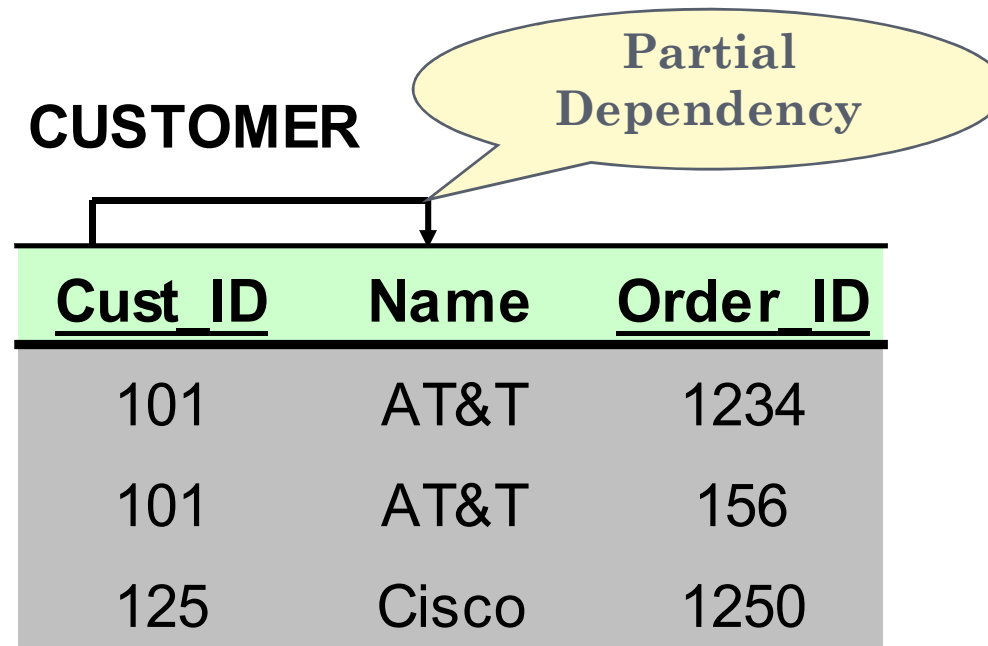 Partial
Dependency
CUSTOMER
Cust_ID Name Order_ID
101 AT&T 1234
101 AT&T 156
125 Cisco 1250